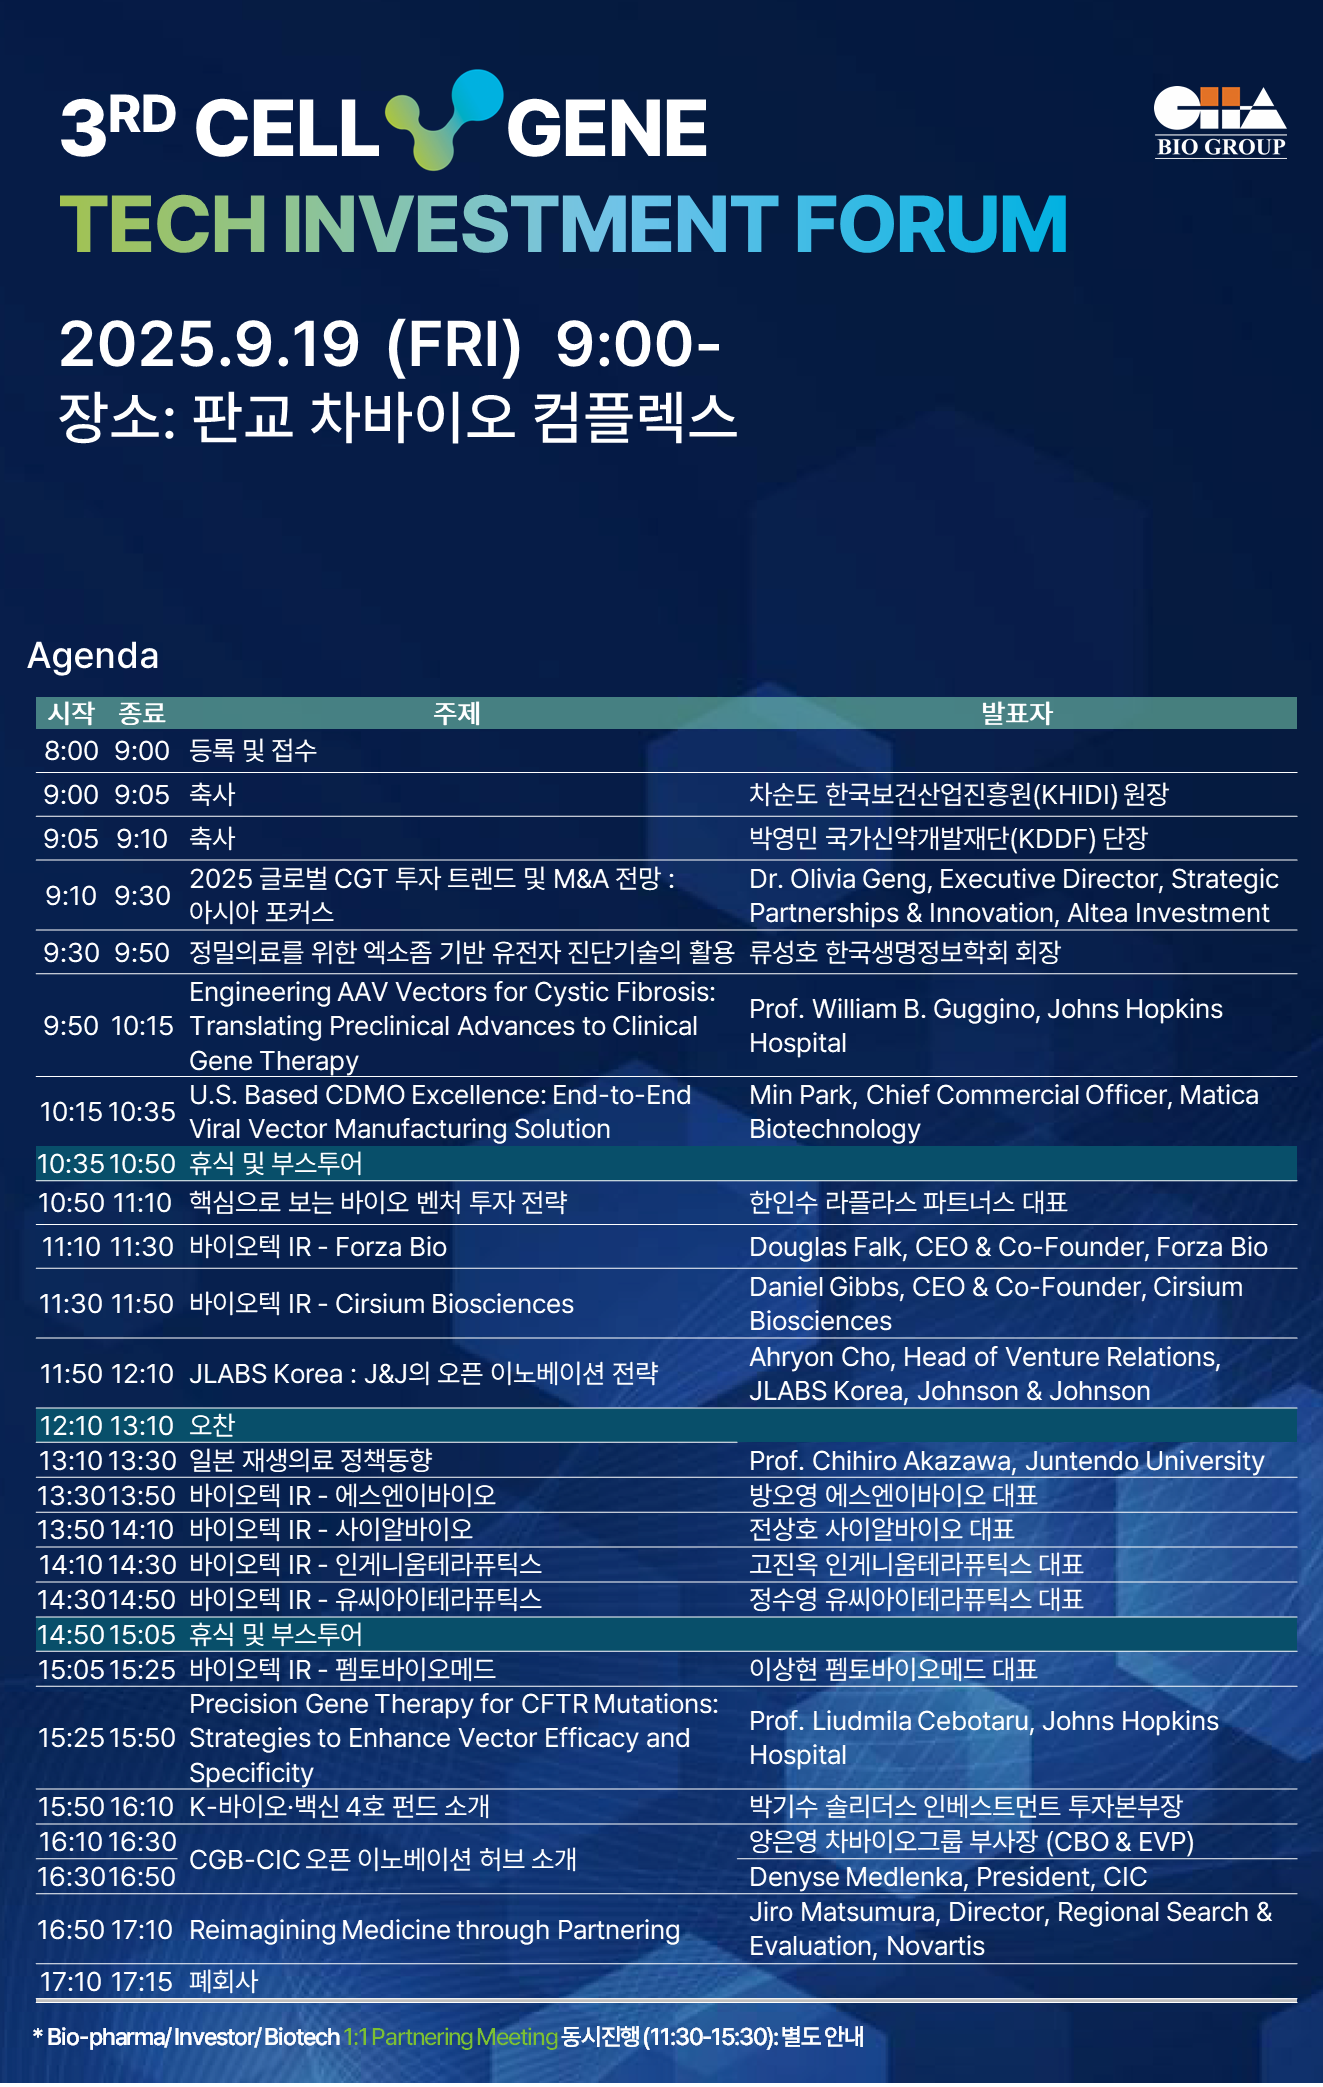 3RD CELL GENE
CHA
BIO GROUP
TECH INVESTMENT FORUM
2025.9.19 (FRI) 9:00-
장소: 판교 차바이오 컴플렉스
Agenda
시작 종료 주제 발표자
8:00 9:00 등록 및 접수
9:00 9:05 축사 차순도 한국보건산업진흥원(KHIDI) 원장
9:05 9:10 축사 박영민 국가신약개발재단(KDDF) 단장
9:10 9:30
2025 글로벌 CGT 투자 트렌드 및 M&A 전망 :
아시아 포커스
Dr. Olivia Geng, Executive Director, Strategic
Partnerships & Innovation, Altea Investment
9:30 9:50 정밀의료를 위한 엑소좀 기반 유전자 진단기술의 활용 류성호 한국생명정보학회 회장
9:50 10:15
Engineering AAV Vectors for Cystic Fibrosis:
Translating Preclinical Advances to Clinical
Gene Therapy
Prof. William B. Guggino, Johns Hopkins
Hospital
10:15 10:35
U.S. Based CDMO Excellence: End-to-End
Viral Vector Manufacturing Solution
Min Park, Chief Commercial Officer, Matica
Biotechnology
10:35 10:50 휴식 및 부스투어
10:50 11:10 핵심으로 보는 바이오 벤처 투자 전략 한인수 라플라스 파트너스 대표
11:10 11:30 바이오텍 IR - Forza Bio Douglas Falk, CEO & Co-Founder, Forza Bio
11:30 11:50 바이오텍 IR - Cirsium Biosciences
Daniel Gibbs, CEO & Co-Founder, Cirsium
Biosciences
11:50 12:10 JLABS Korea : J&J의 오픈 이노베이션 전략
Ahryon Cho, Head of Venture Relations,
JLABS Korea, Johnson & Johnson
12:10 13:10 오찬
13:10 13:30 일본 재생의료 정책동향 Prof. Chihiro Akazawa, Juntendo University
13:30 13:50 바이오텍 IR - 에스엔이바이오 방오영 에스엔이바이오 대표
13:50 14:10 바이오텍 IR - 사이알바이오 전상호 사이알바이오 대표
14:10 14:30 바이오텍 IR - 인게니움테라퓨틱스 고진옥 인게니움테라퓨틱스 대표
14:30 14:50 바이오텍 IR - 유씨아이테라퓨틱스 정수영 유씨아이테라퓨틱스 대표
14:50 15:05 휴식 및 부스투어
15:05 15:25 바이오텍 IR - 펨토바이오메드 이상현 펨토바이오메드 대표
15:25 15:50
Precision Gene Therapy for CFTR Mutations:
Strategies to Enhance Vector Efficacy and
Specificity
Prof. Liudmila Cebotaru, Johns Hopkins
Hospital
15:50 16:10 K-바이오·백신 4호 펀드 소개 박기수 솔리더스 인베스트먼트 투자본부장
16:10 16:30 CGB-CIC 오픈 이노베이션 허브 소개 양은영 차바이오그룹 부사장 (CBO & EVP)
16:30 16:50 Denyse Medlenka, President, CIC
16:50 17:10 Reimagining Medicine through Partnering
Jiro Matsumura, Director, Regional Search &
Evaluation, Novartis
17:10 17:15 폐회사
* Bio-pharma/Investor/Biotech 1:1 Partnering Meeting 동시진행 (11:30-15:30): 별도 안내